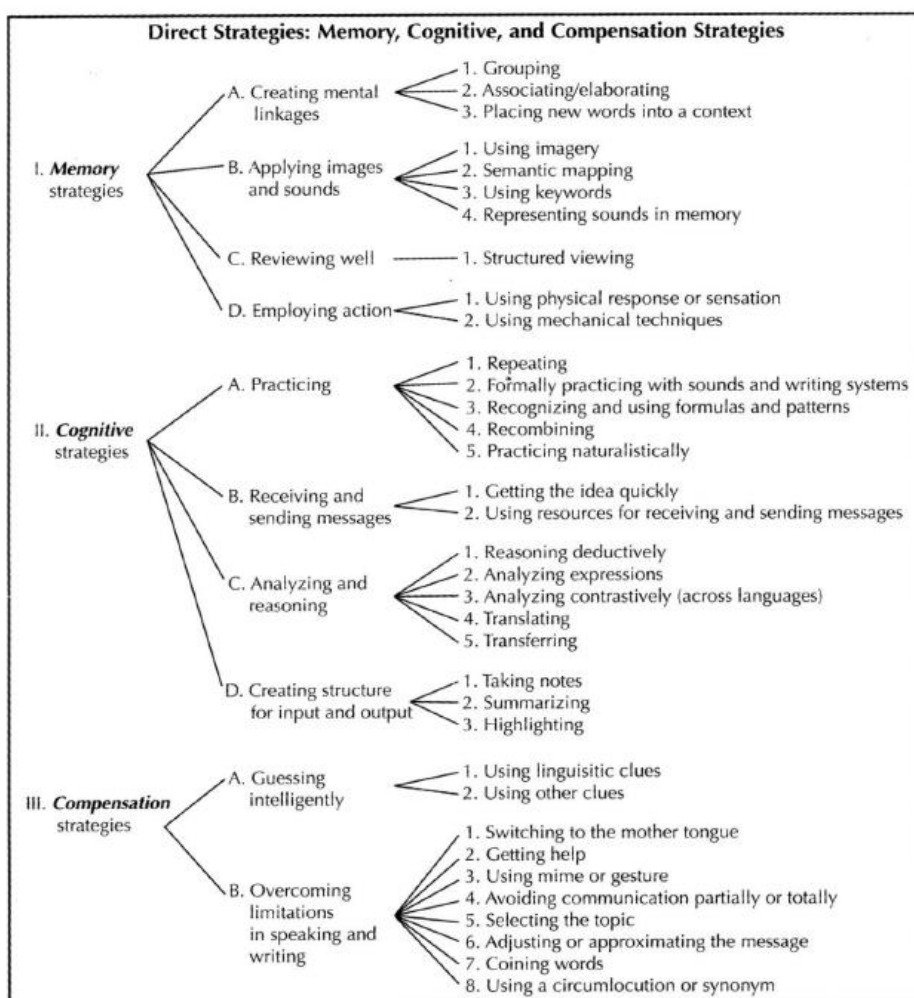 Direct Strategies: Memory, Cognitive, and Compensation Strategies
I. Memory
strategies
A. Creating mental
linkages
1. Grouping
2. Associating/elaborating
3. Placing new words into a context
B. Applying images
and sounds
1. Using imagery
2. Semantic mapping
3. Using keywords
4. Representing sounds in memory
C. Reviewing well
1. Structured viewing
D. Employing action
1. Using physical response or sensation
2. Using mechanical techniques
II. Cognitive
strategies
A. Practicing
1. Repeating
2. Formally practicing with sounds and writing systems
3. Recognizing and using formulas and patterns
4. Recombining
5. Practicing naturalistically
B. Receiving and
sending messages
1. Getting the idea quickly
2. Using resources for receiving and sending messages
C. Analyzing and
reasoning
1. Reasoning deductively
2. Analyzing expressions
3. Analyzing contrastively (across languages)
4. Translating
5. Transferring
D. Creating structure
for input and output
1. Taking notes
2. Summarizing
3. Highlighting
III. Compensation
strategies
A. Guessing
intelligently
1. Using linguisitic clues
2. Using other clues
B. Overcoming
limitations
in speaking and
writing
1. Switching to the mother tongue
2. Getting help
3. Using mime or gesture
4. Avoiding communication partially or totally
5. Selecting the topic
6. Adjusting or approximating the message
7. Coining words
8. Using a circumlocution or synonym